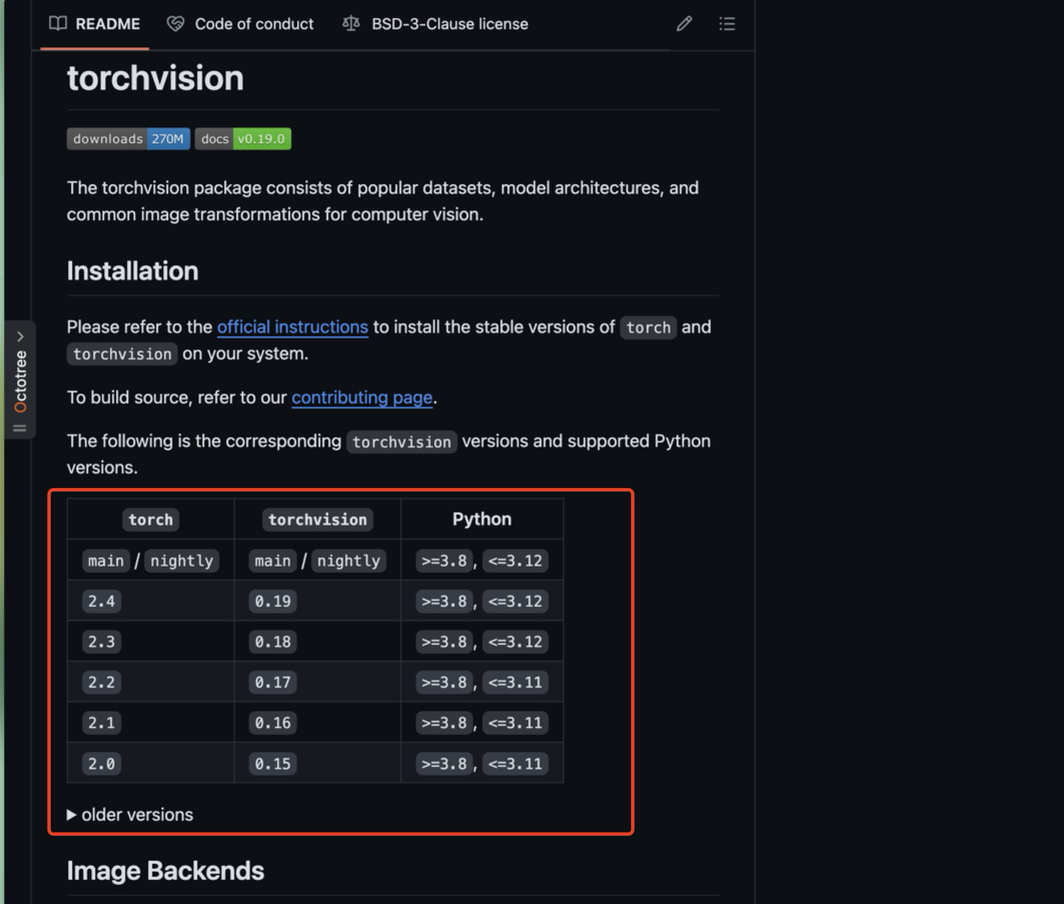 README Code of conduct BSD-3-Clause license
torchvision
downloads 270M docs v0.19.0
The torchvision package consists of popular datasets, model architectures, and
common image transformations for computer vision.
Installation
Please refer to the official instructions to install the stable versions of torch and
torchvision on your system.
To build source, refer to our contributing page.
Octotree
The following is the corresponding torchvision versions and supported Python
versions.
torch torchvision Python
main / nightly main / nightly >=3.8, <=3.12
2.4 0.19 >=3.8, <=3.12
2.3 0.18 >=3.8, <=3.12
2.2 0.17 >=3.8, <=3.11
2.1 0.16 >=3.8, <=3.11
2.0 0.15 >=3.8, <=3.11
older versions
Image Backends